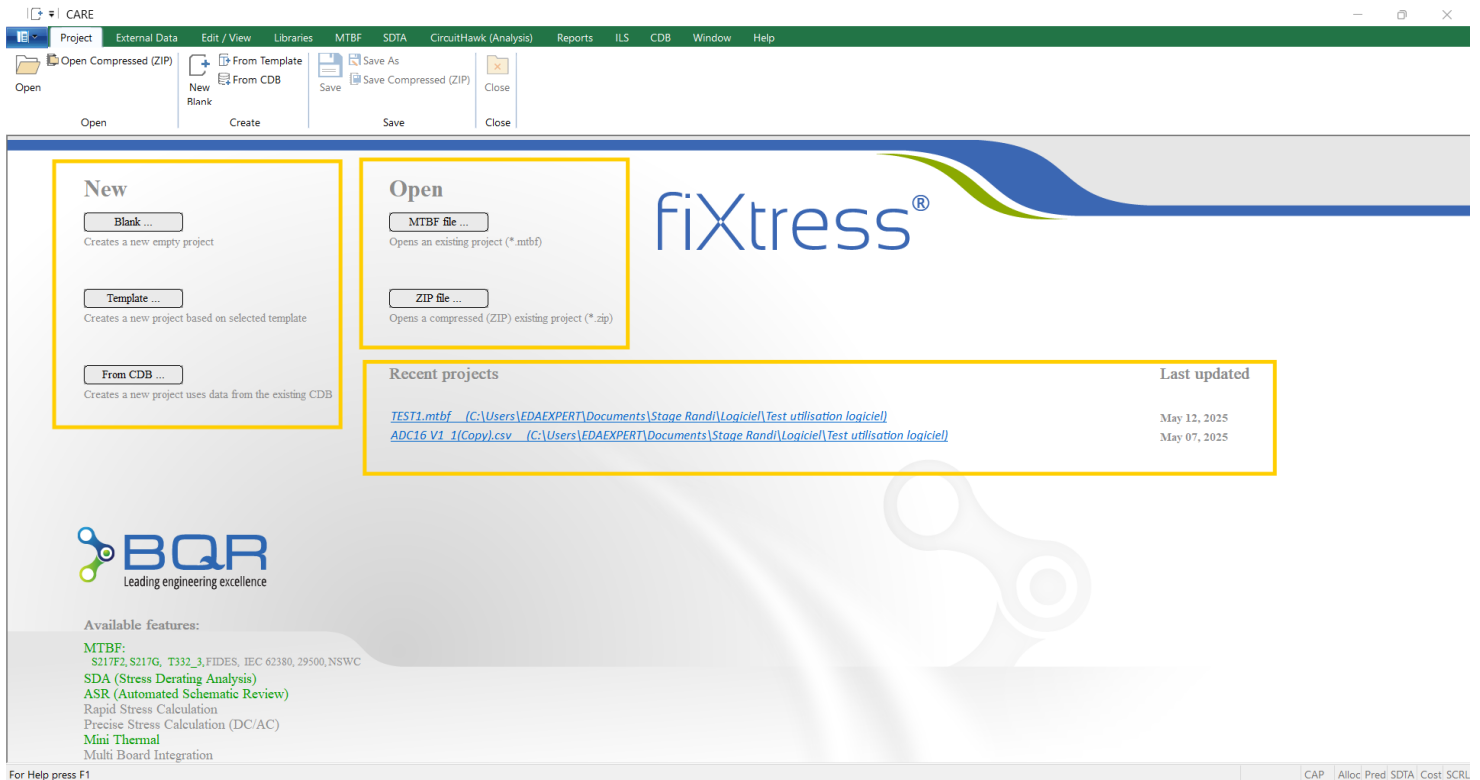 CARE
Project External Data Edit / View Libraries MTBF SDTA CircuitHawk (Analysis) Reports ILS CDB Window Help
Open
Open Compressed (ZIP)
Open
New
Blank
From Template
From CDB
Create
Save
Save As
Save Compressed (ZIP)
Save
Close
Close
New
Blank ...
Creates a new empty project
Template ...
Creates a new project based on selected template
From CDB ...
Creates a new project uses data from the existing CDB
Open
MTBF file ...
Opens an existing project (*.mtbf)
ZIP file ...
Opens a compressed (ZIP) existing project (*.zip)
fiXtress®
Recent projects Last updated
TEST1.mtbf (C:\Users\EDAEXPERT\Documents\Stage Randi\Logiciel\Test utilisation logiciel) May 12, 2025
ADC16 V1_1(Copy).csv (C:\Users\EDAEXPERT\Documents\Stage Randi\Logiciel\Test utilisation logiciel) May 07, 2025
BQR
Leading engineering excellence
Available features:
MTBF:
S217F2, S217G, T332_3, FIDES, IEC 62380, 29500, NSWC
SDA (Stress Derating Analysis)
ASR (Automated Schematic Review)
Rapid Stress Calculation
Precise Stress Calculation (DC/AC)
Mini Thermal
Multi Board Integration
For Help press F1 CAP Alloc Pred SDTA Cost SCRL